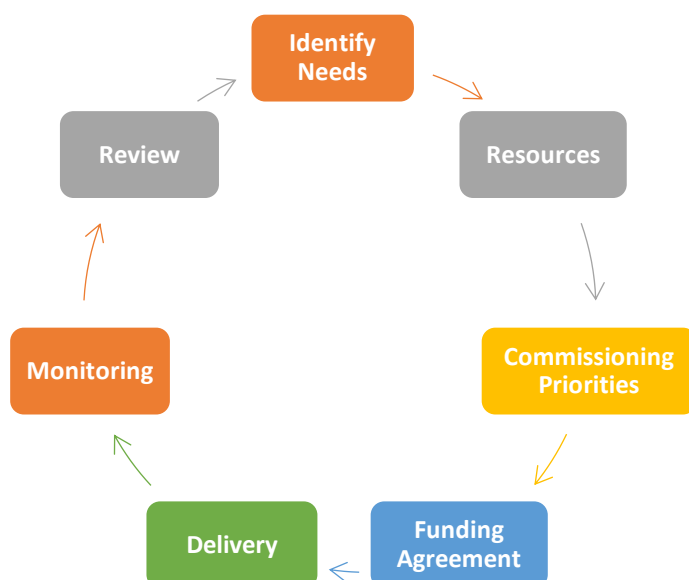 Identify
Needs
Resources
Commissioning
Priorities
Funding
Agreement
Delivery
Monitoring
Review